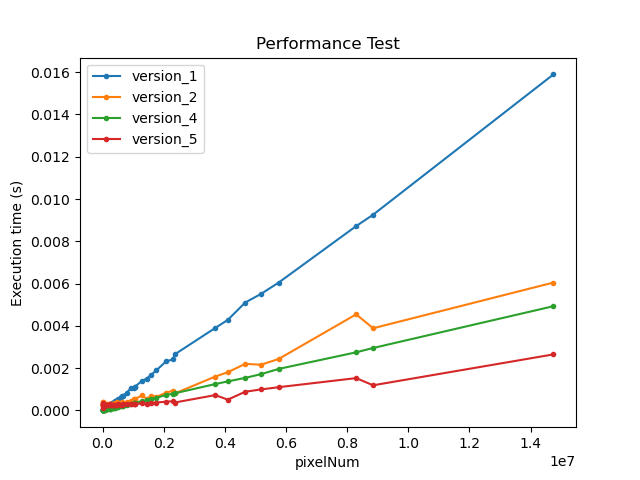 Performance Test
version_1
version_2
version_4
version_5
Execution time (s)
0.016
0.014
0.012
0.010
0.008
0.006
0.004
0.002
0.000
0.0 0.2 0.4 0.6 0.8 1.0 1.2 1.4
1e7
pixelNum